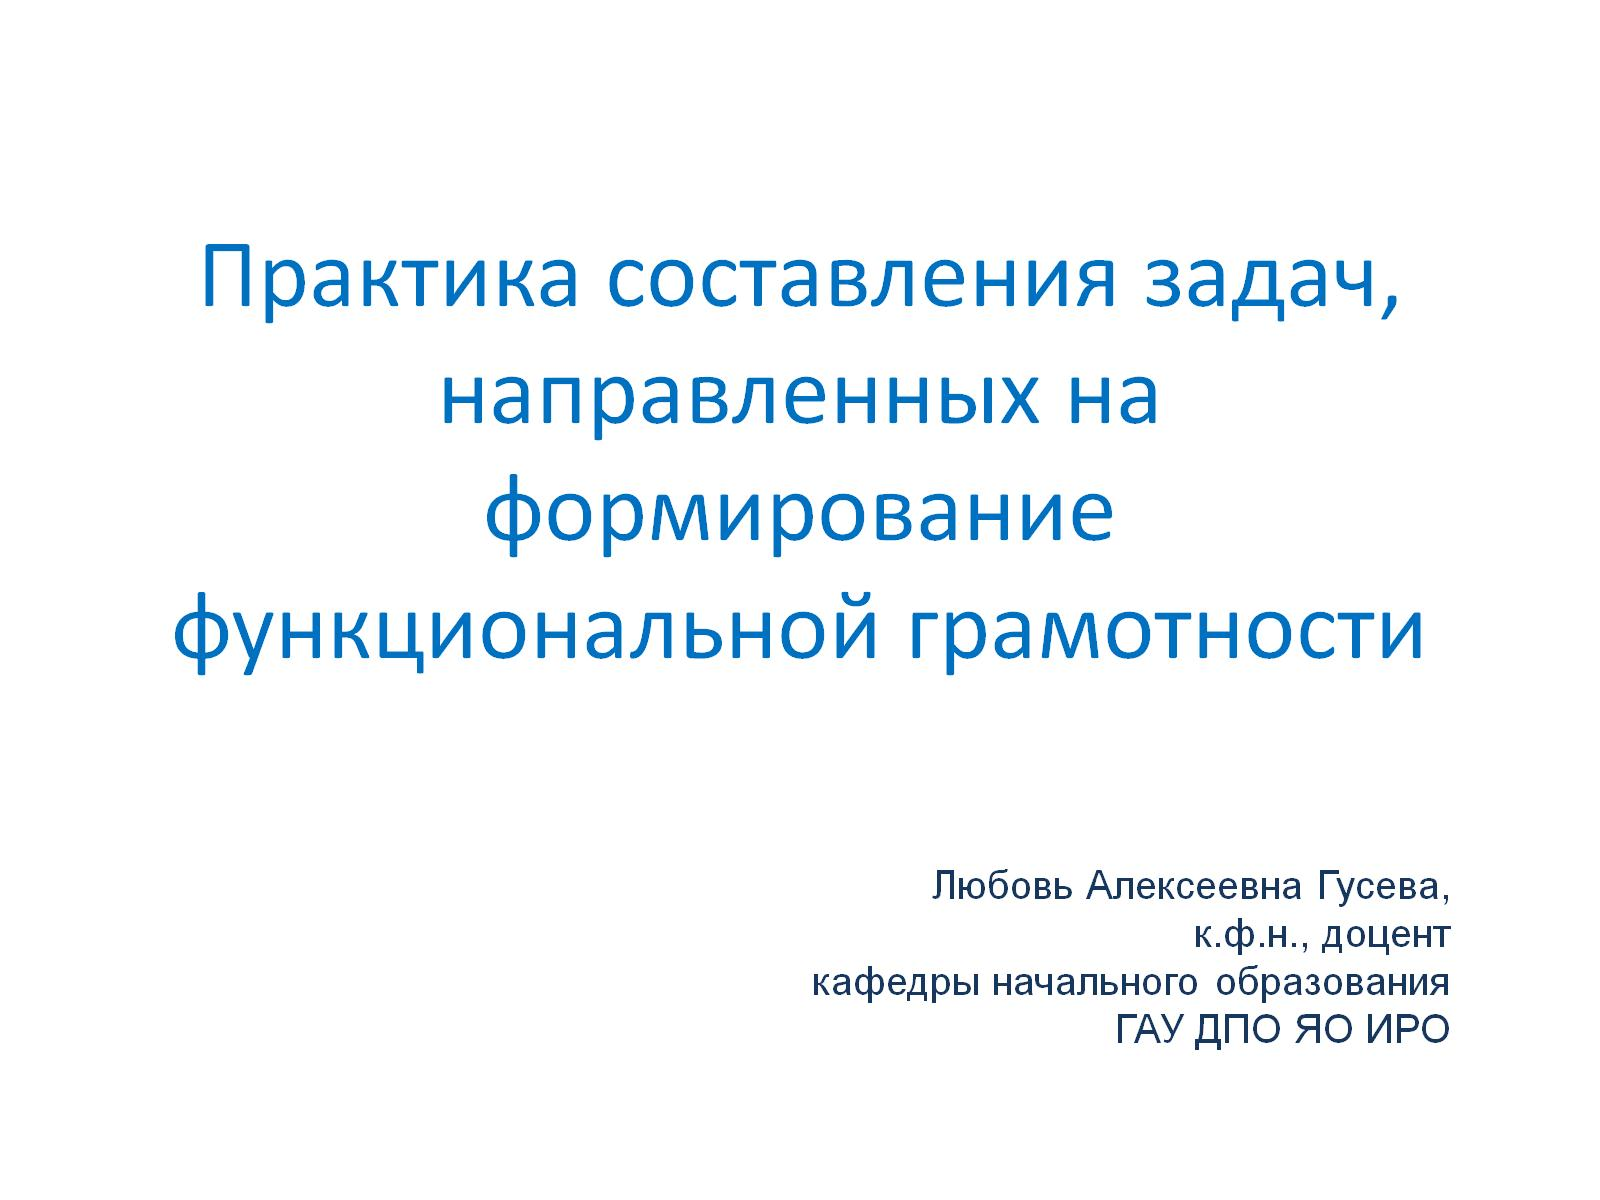 Практика составления задач,
направленных на
формирование
функциональной грамотности
Любовь Алексеевна Гусева,
к.ф.н., доцент
кафедры начального образования
ГАУ ДПО ЯО ИРО